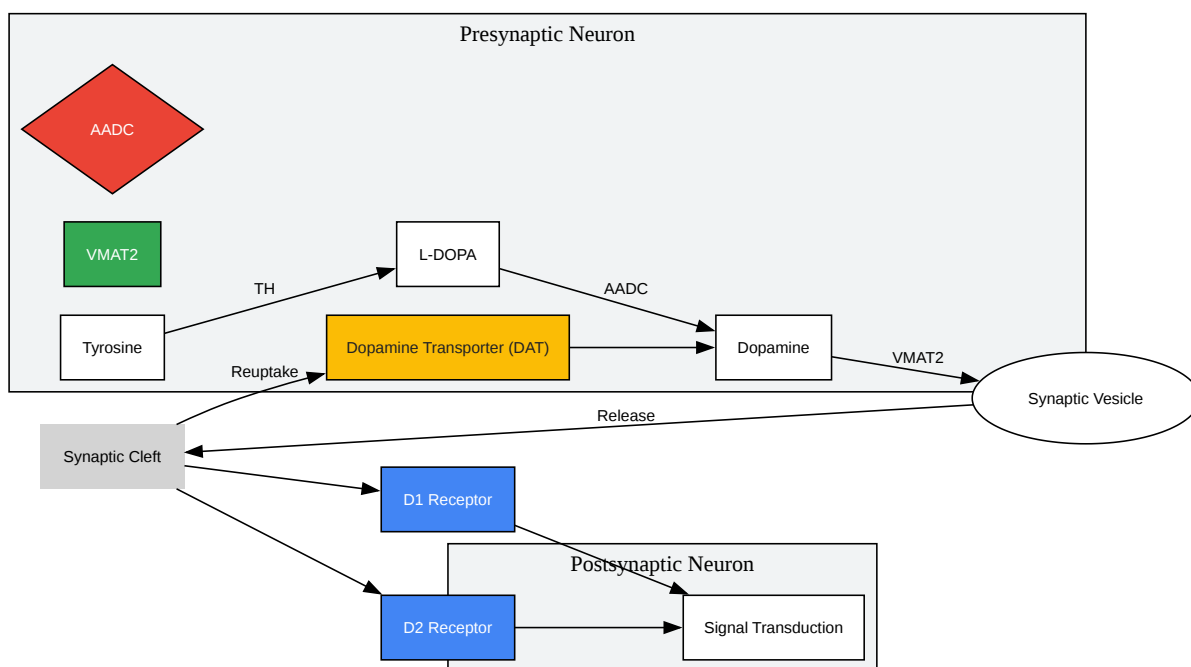 Presynaptic Neuron
AADC
VMAT2
L-DOPA
TH
AADC
Tyrosine
Dopamine Transporter (DAT)
Dopamine
VMAT2
Reuptake
Synaptic Vesicle
Release
Synaptic Cleft
D1 Receptor
Postsynaptic Neuron
D2 Receptor
Signal Transduction